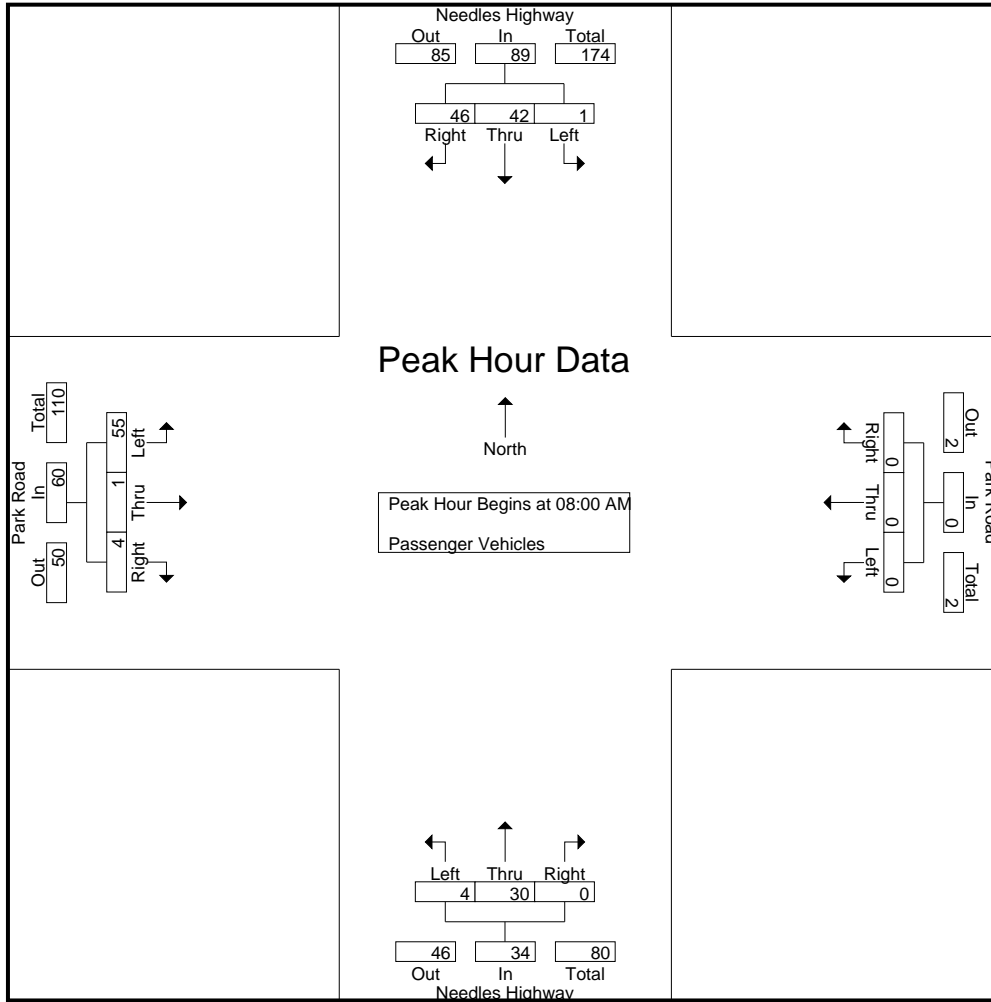 Needles Highway
Out In Total
85 89 174
46 42 1
Right Thru Left
Peak Hour Data
North
Peak Hour Begins at 08:00 AM
Passenger Vehicles
Park Road
Out In Total
50 60 110
55 1 4
Left Thru Right
Park Road
Out In Total
2 0 2
0 0 0
Right Thru Left
Left Thru Right
4 30 0
46 34 80
Out In Total
Needles Highway